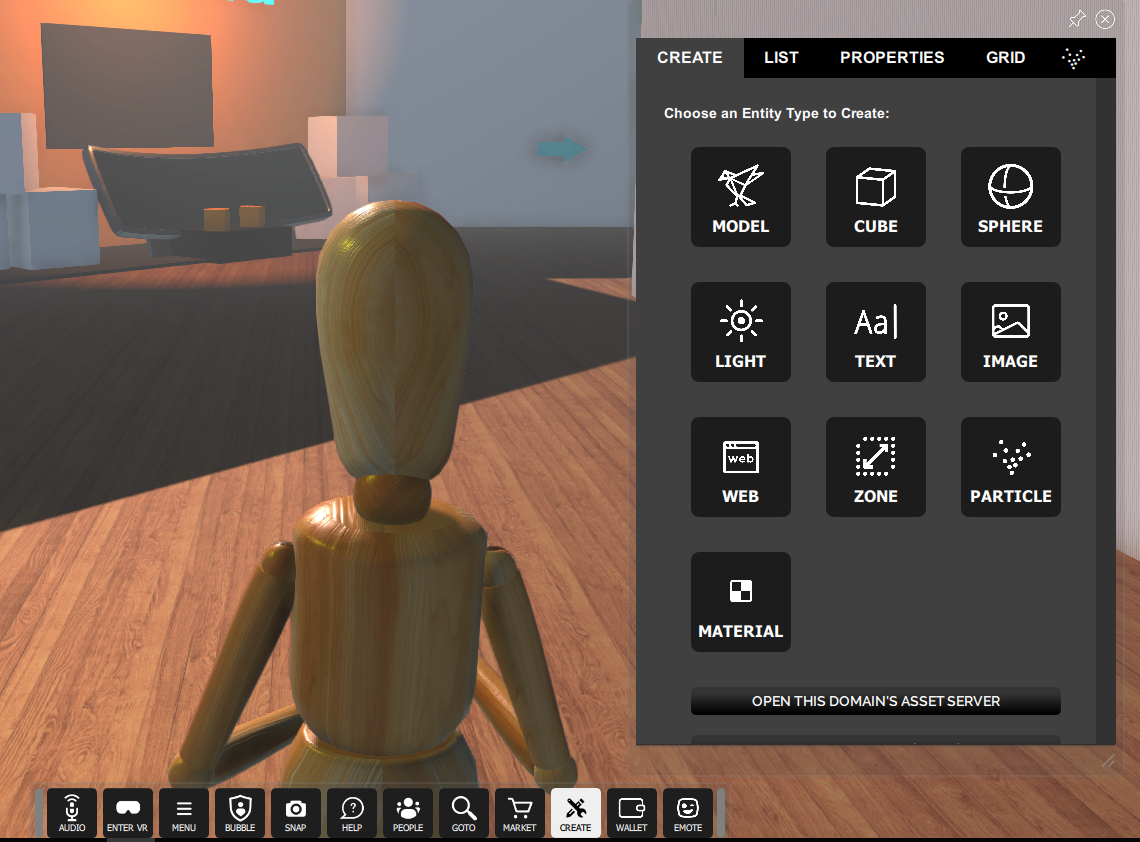 CREATE LIST PROPERTIES GRID
Choose an Entity Type to Create:
MODEL CUBE SPHERE
LIGHT Aa TEXT IMAGE
web
WEB ZONE PARTICLE
MATERIAL
OPEN THIS DOMAIN'S ASSET SERVER
AUDIO ENTER VR MENU BUBBLE SNAP HELP PEOPLE GOTO MARKET CREATE WALLET EMOTE